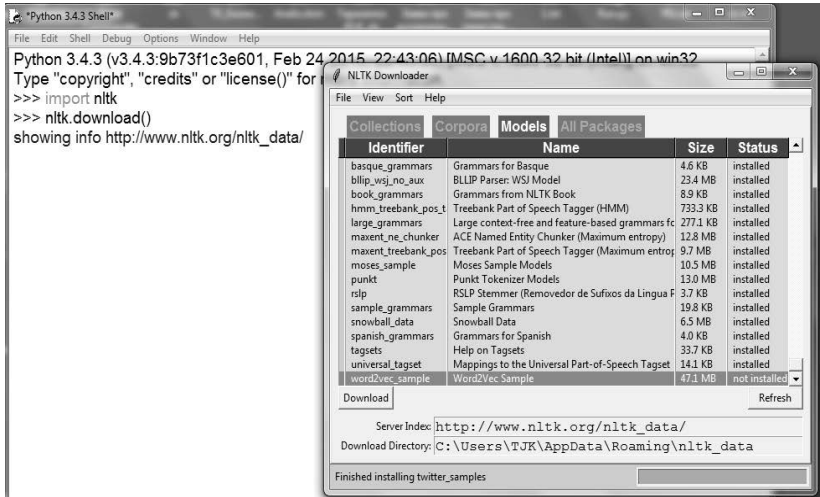 *Python 3.4.3 Shell*
File Edit Shell Debug Options Window Help
Python 3.4.3 (v3.4.3:9b73f1c3e601, Feb 24 2015, 22:43:06) [MSC v.1600 32 bit (Intel)] on win32
Type "copyright", "credits" or "license()" for
>>> import nltk
>>> nltk.download()
showing info http://www.nltk.org/nltk_data/
NLTK Downloader
File View Sort Help
Collections Corpora Models All Packages
Identifier Name Size Status
basque_grammars Grammars for Basque 4.6 KB installed
bllip_wsj_no_aux BLLIP Parser: WSJ Model 23.4 MB installed
book_grammars Grammars from NLTK Book 8.9 KB installed
hmm_treebank_pos_t Treebank Part of Speech Tagger (HMM) 733.3 KB installed
large_grammars Large context-free and feature-based grammars fc 277.1 KB installed
maxent_ne_chunker ACE Named Entity Chunker (Maximum entropy) 12.8 MB installed
maxent_treebank_pos Treebank Part of Speech Tagger (Maximum entrop 9.7 MB installed
moses_sample Moses Sample Models 10.5 MB installed
punkt Punkt Tokenizer Models 13.0 MB installed
rslp RSLP Stemmer (Removedor de Sufixos da Lingua P 3.7 KB installed
sample_grammars Sample Grammars 19.8 KB installed
snowball_data Snowball Data 6.5 MB installed
spanish_grammars Grammars for Spanish 4.0 KB installed
tagsets Help on Tagsets 33.7 KB installed
universal_tagset Mappings to the Universal Part-of-Speech Tagset 14.1 KB installed
word2vec_sample Word2Vec Sample 47.1 MB not installed
Download Refresh
Server Index: http://www.nltk.org/nltk_data/
Download Directory: C:\Users\TJK\AppData\Roaming\nltk_data
Finished installing twitter_samples